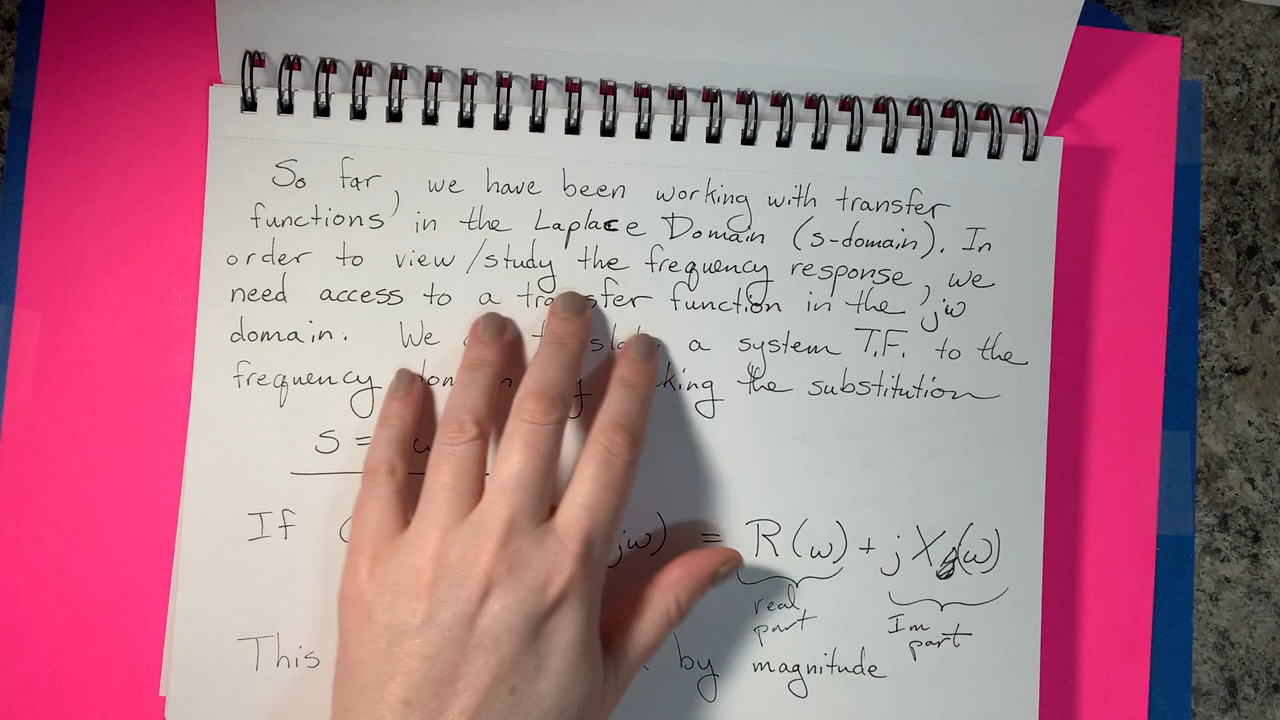 So far, we have been working with transfer
functions in the Laplace Domain (s-domain). In
order to view/study the frequency response, we
need access to a transfer function in the jω
domain. We a system T.F. to the
frequency the substitution
s =
If jω) = R(ω) + j X(ω)
real part Im part
This by magnitude